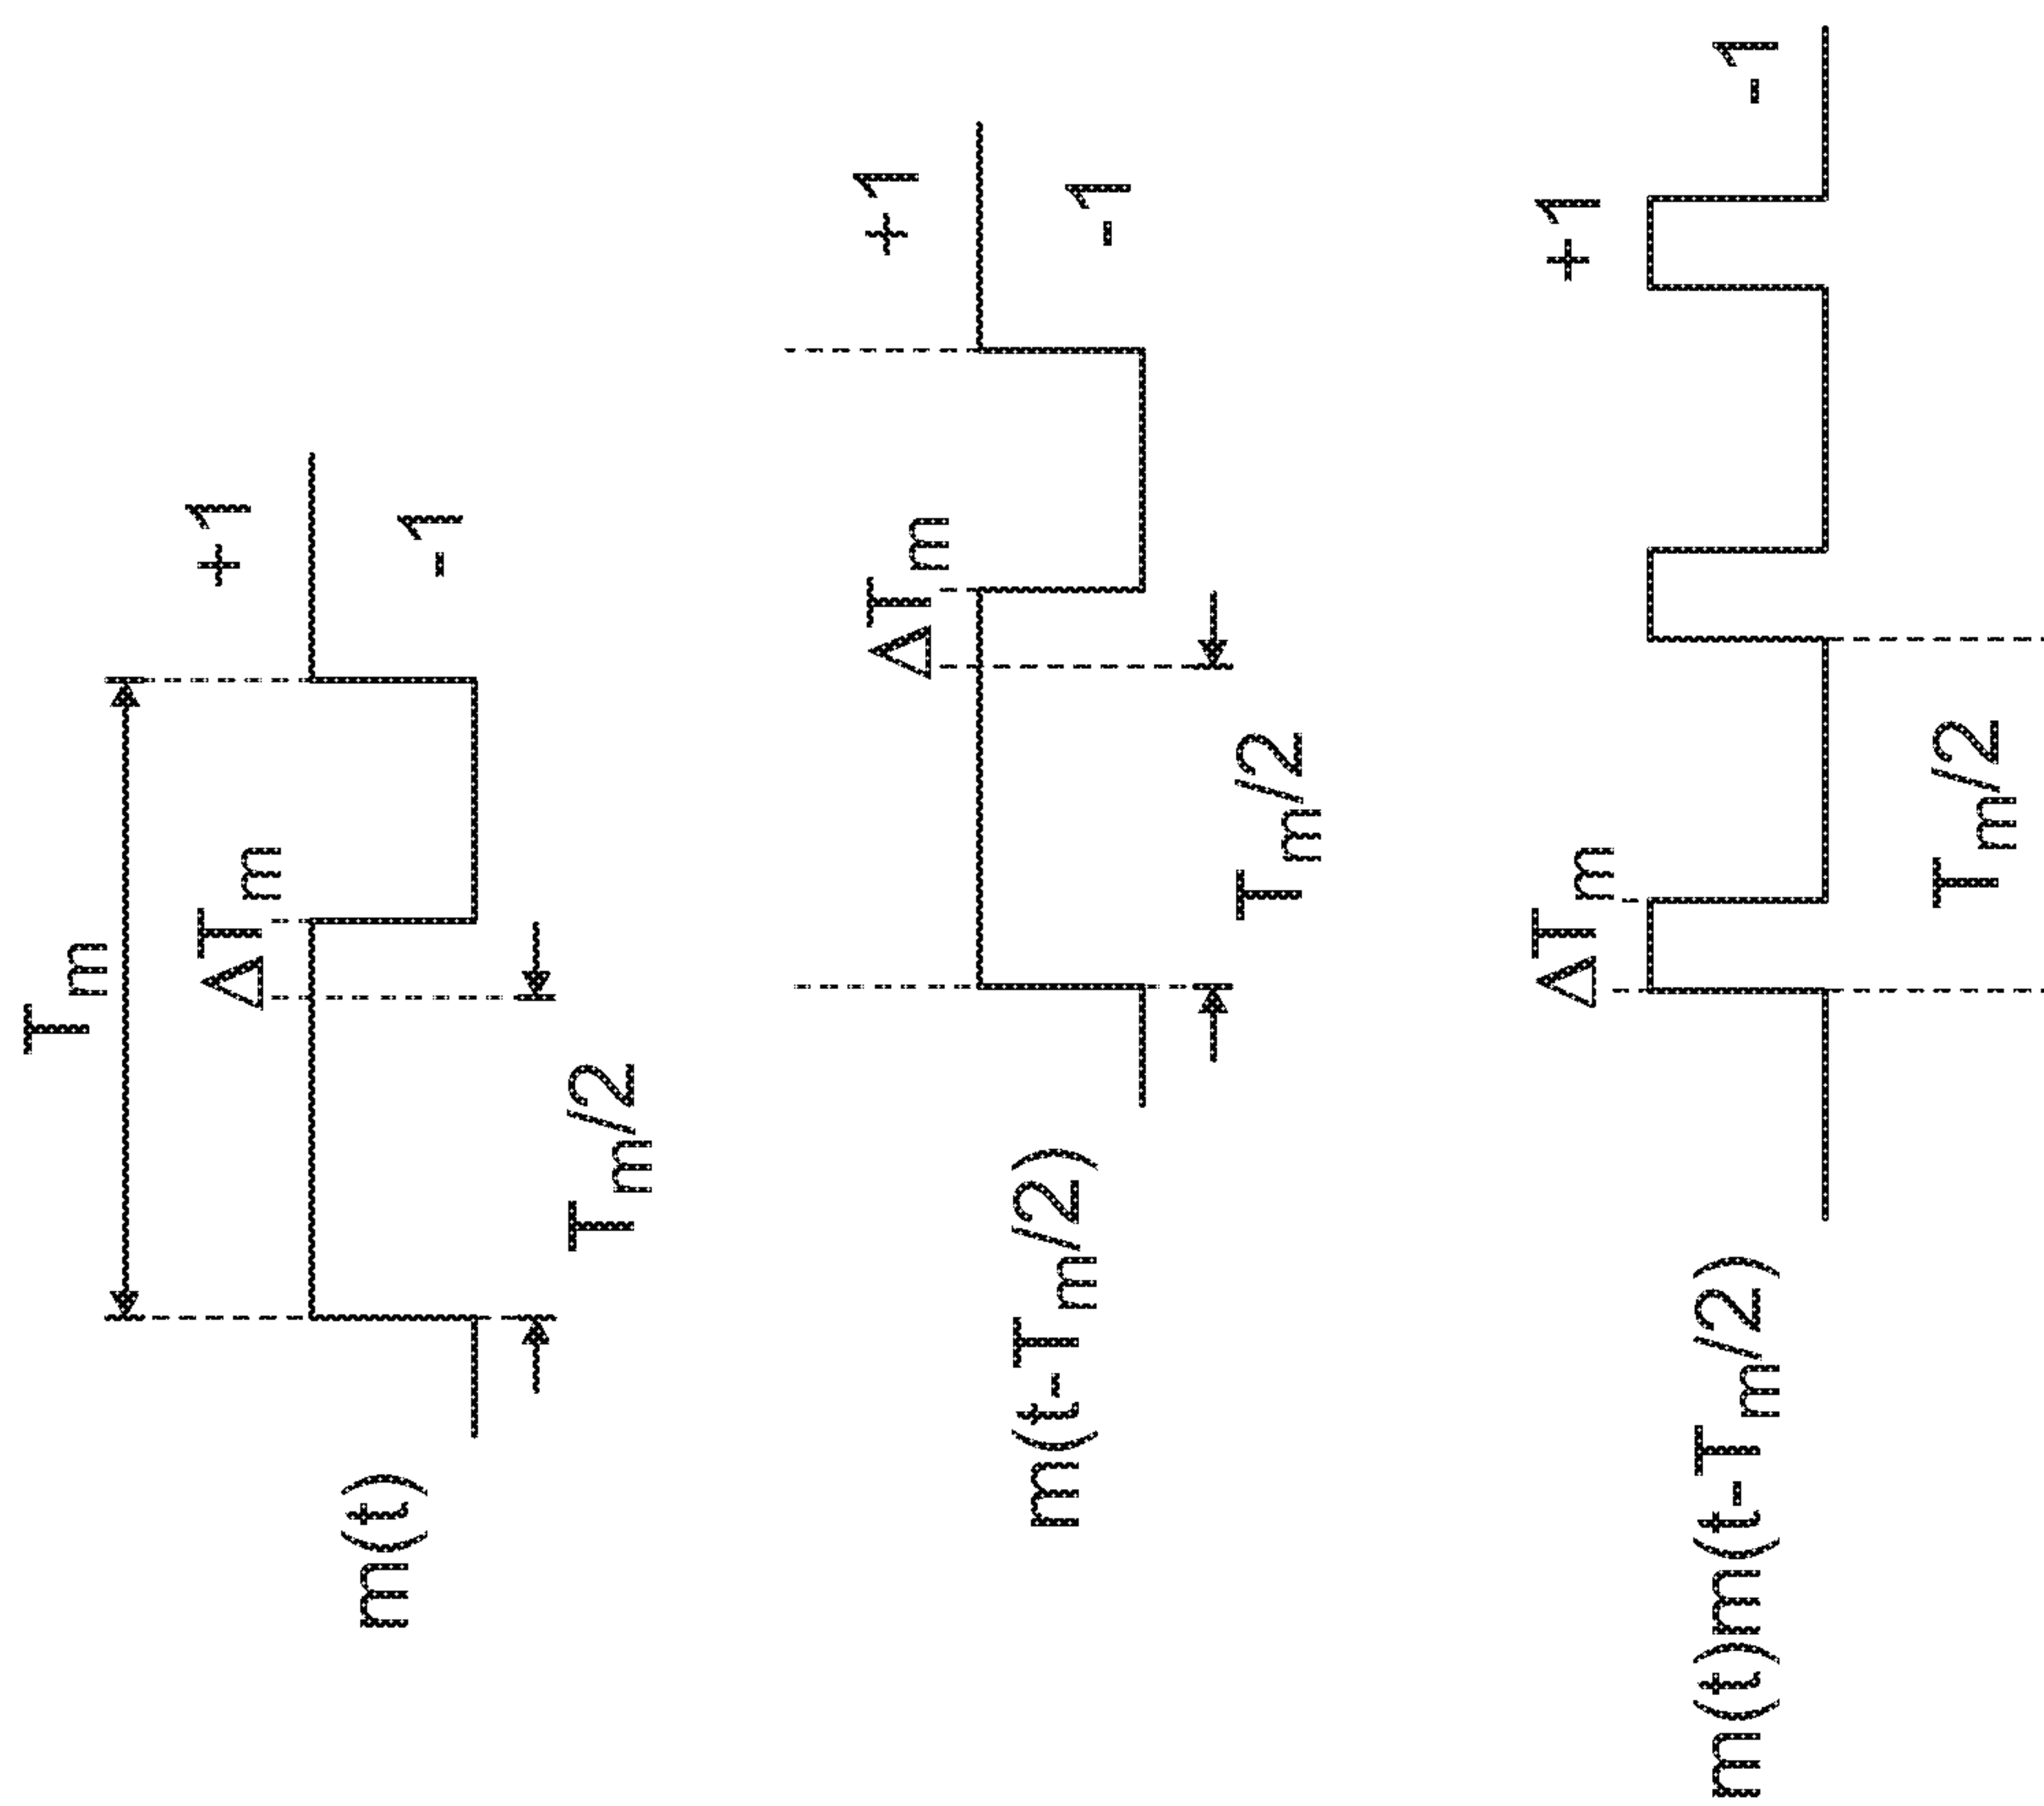 T_m
ΔT_m
+1
-1
m(t)
T_m/2
ΔT_m
+1
-1
m(t-T_m/2)
T_m/2
ΔT_m
+1
-1
m(t)m(t-T_m/2)
T_m/2